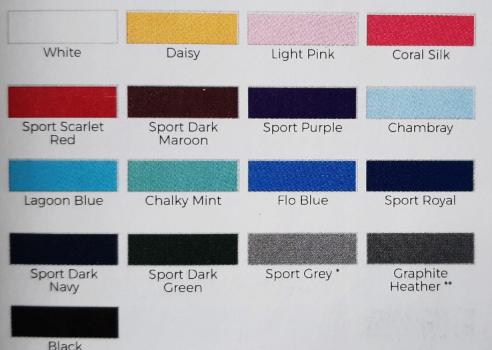 White Daisy Light Pink Coral Silk
Sport Scarlet Red
Sport Dark Maroon
Sport Purple
Chambray
Lagoon Blue Chalky Mint Flo Blue Sport Royal
Sport Dark Navy
Sport Dark Green
Sport Grey *
Graphite Heather **
Black